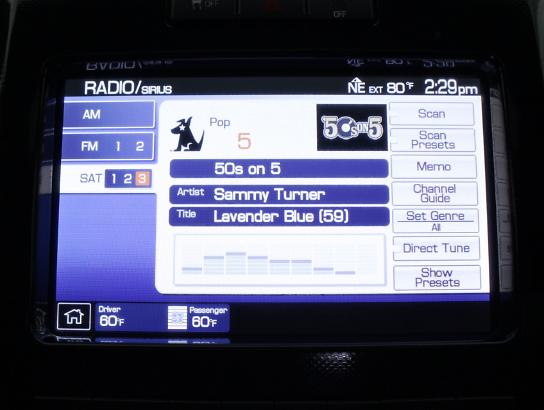 OFF
OFF
RADIO/SIRIUS
NE EXT 80°F 2:29pm
AM
FM 1 2
SAT 1 2 3
Pop
5
50s ON 5
50s on 5
Artist Sammy Turner
Title Lavender Blue (59)
Scan
Scan
Presets
Memo
Channel
Guide
Set Genre
All
Direct Tune
Show
Presets
Driver
60°F
Passenger
60°F